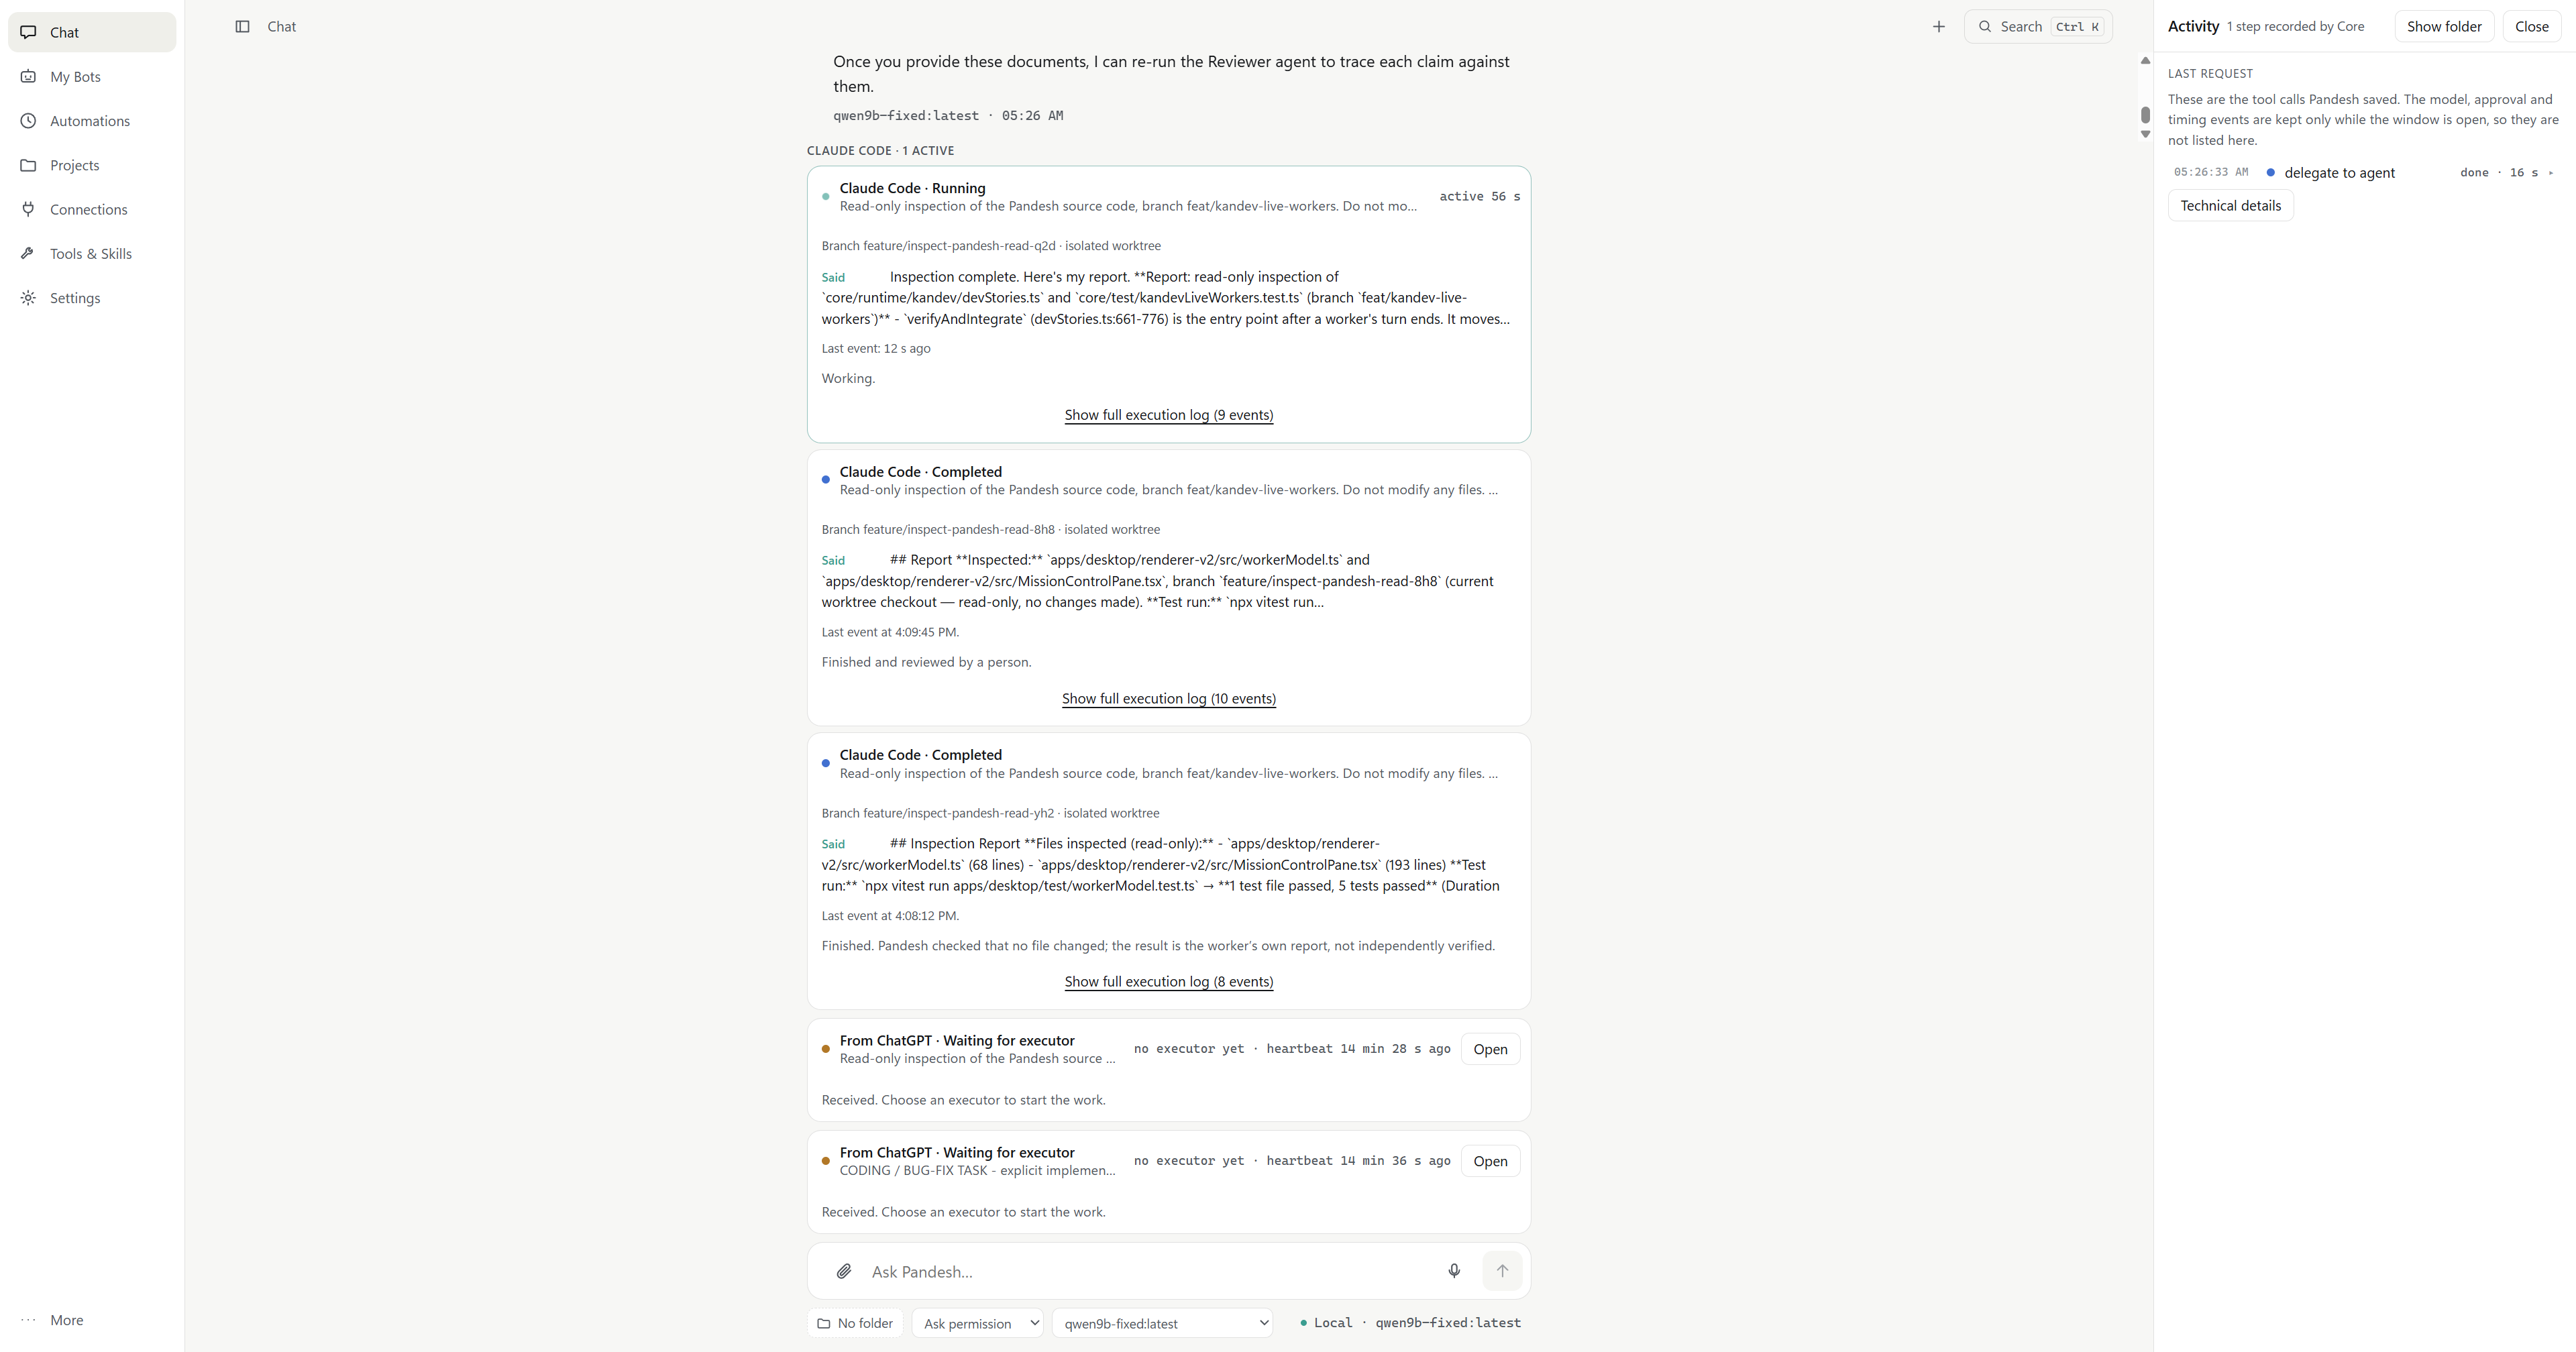 Chat
My Bots
Automations
Projects
Connections
Tools & Skills
Settings
More
Chat
Search Ctrl K
Once you provide these documents, I can re-run the Reviewer agent to trace each claim against
them.
qwen9b-fixed:latest · 05:26 AM
CLAUDE CODE · 1 ACTIVE
Claude Code · Running
Read-only inspection of the Pandesh source code, branch feat/kandev-live-workers. Do not mo...
active 56 s
Branch feature/inspect-pandesh-read-q2d · isolated worktree
Said Inspection complete. Here's my report. **Report: read-only inspection of
`core/runtime/kandev/devStories.ts` and `core/test/kandevLiveWorkers.test.ts` (branch `feat/kandev-live-
workers`)** - `verifyAndIntegrate` (devStories.ts:661-776) is the entry point after a worker's turn ends. It moves...
Last event: 12 s ago
Working.
Show full execution log (9 events)
Claude Code · Completed
Read-only inspection of the Pandesh source code, branch feat/kandev-live-workers. Do not modify any files. ...
Branch feature/inspect-pandesh-read-8h8 · isolated worktree
Said ## Report **Inspected:** `apps/desktop/renderer-v2/src/workerModel.ts` and
`apps/desktop/renderer-v2/src/MissionControlPane.tsx`, branch `feature/inspect-pandesh-read-8h8` (current
worktree checkout — read-only, no changes made). **Test run:** `npx vitest run...
Last event at 4:09:45 PM.
Finished and reviewed by a person.
Show full execution log (10 events)
Claude Code · Completed
Read-only inspection of the Pandesh source code, branch feat/kandev-live-workers. Do not modify any files. ...
Branch feature/inspect-pandesh-read-yh2 · isolated worktree
Said ## Inspection Report **Files inspected (read-only):** - `apps/desktop/renderer-
v2/src/workerModel.ts` (68 lines) - `apps/desktop/renderer-v2/src/MissionControlPane.tsx` (193 lines) **Test
run:** `npx vitest run apps/desktop/test/workerModel.test.ts` → **1 test file passed, 5 tests passed** (Duration
Last event at 4:08:12 PM.
Finished. Pandesh checked that no file changed; the result is the worker's own report, not independently verified.
Show full execution log (8 events)
From ChatGPT · Waiting for executor
Read-only inspection of the Pandesh source ...
no executor yet · heartbeat 14 min 28 s ago
Open
Received. Choose an executor to start the work.
From ChatGPT · Waiting for executor
CODING / BUG-FIX TASK - explicit implemen...
no executor yet · heartbeat 14 min 36 s ago
Open
Received. Choose an executor to start the work.
Ask Pandesh...
No folder
Ask permission
qwen9b-fixed:latest
Local · qwen9b-fixed:latest
Activity 1 step recorded by Core
Show folder
Close
LAST REQUEST
These are the tool calls Pandesh saved. The model, approval and
timing events are kept only while the window is open, so they are
not listed here.
05:26:33 AM delegate to agent done · 16 s
Technical details